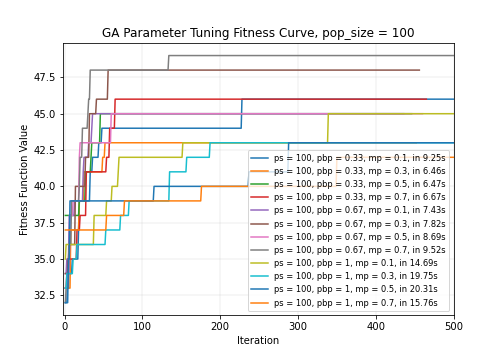 GA Parameter Tuning Fitness Curve, pop_size = 100
Fitness Function Value
47.5
45.0
42.5
40.0
37.5
35.0
32.5
ps = 100, pbp = 0.33, mp = 0.1, in 9.25s
ps = 100, pbp = 0.33, mp = 0.3, in 6.46s
ps = 100, pbp = 0.33, mp = 0.5, in 6.47s
ps = 100, pbp = 0.33, mp = 0.7, in 6.67s
ps = 100, pbp = 0.67, mp = 0.1, in 7.43s
ps = 100, pbp = 0.67, mp = 0.3, in 7.82s
ps = 100, pbp = 0.67, mp = 0.5, in 8.69s
ps = 100, pbp = 0.67, mp = 0.7, in 9.52s
ps = 100, pbp = 1, mp = 0.1, in 14.69s
ps = 100, pbp = 1, mp = 0.3, in 19.75s
ps = 100, pbp = 1, mp = 0.5, in 20.31s
ps = 100, pbp = 1, mp = 0.7, in 15.76s
0 100 200 300 400 500
Iteration